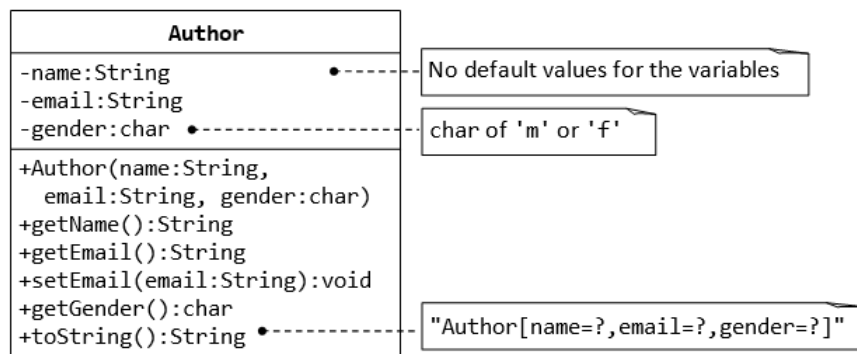 Author
-name:String
No default values for the variables
-email:String
-gender:char
char of 'm' or 'f'
+Author(name:String,
email:String, gender:char)
+getName():String
+getEmail():String
+setEmail(email:String):void
+getGender():char
+toString():String
"Author[name=?,email=?,gender=?]"